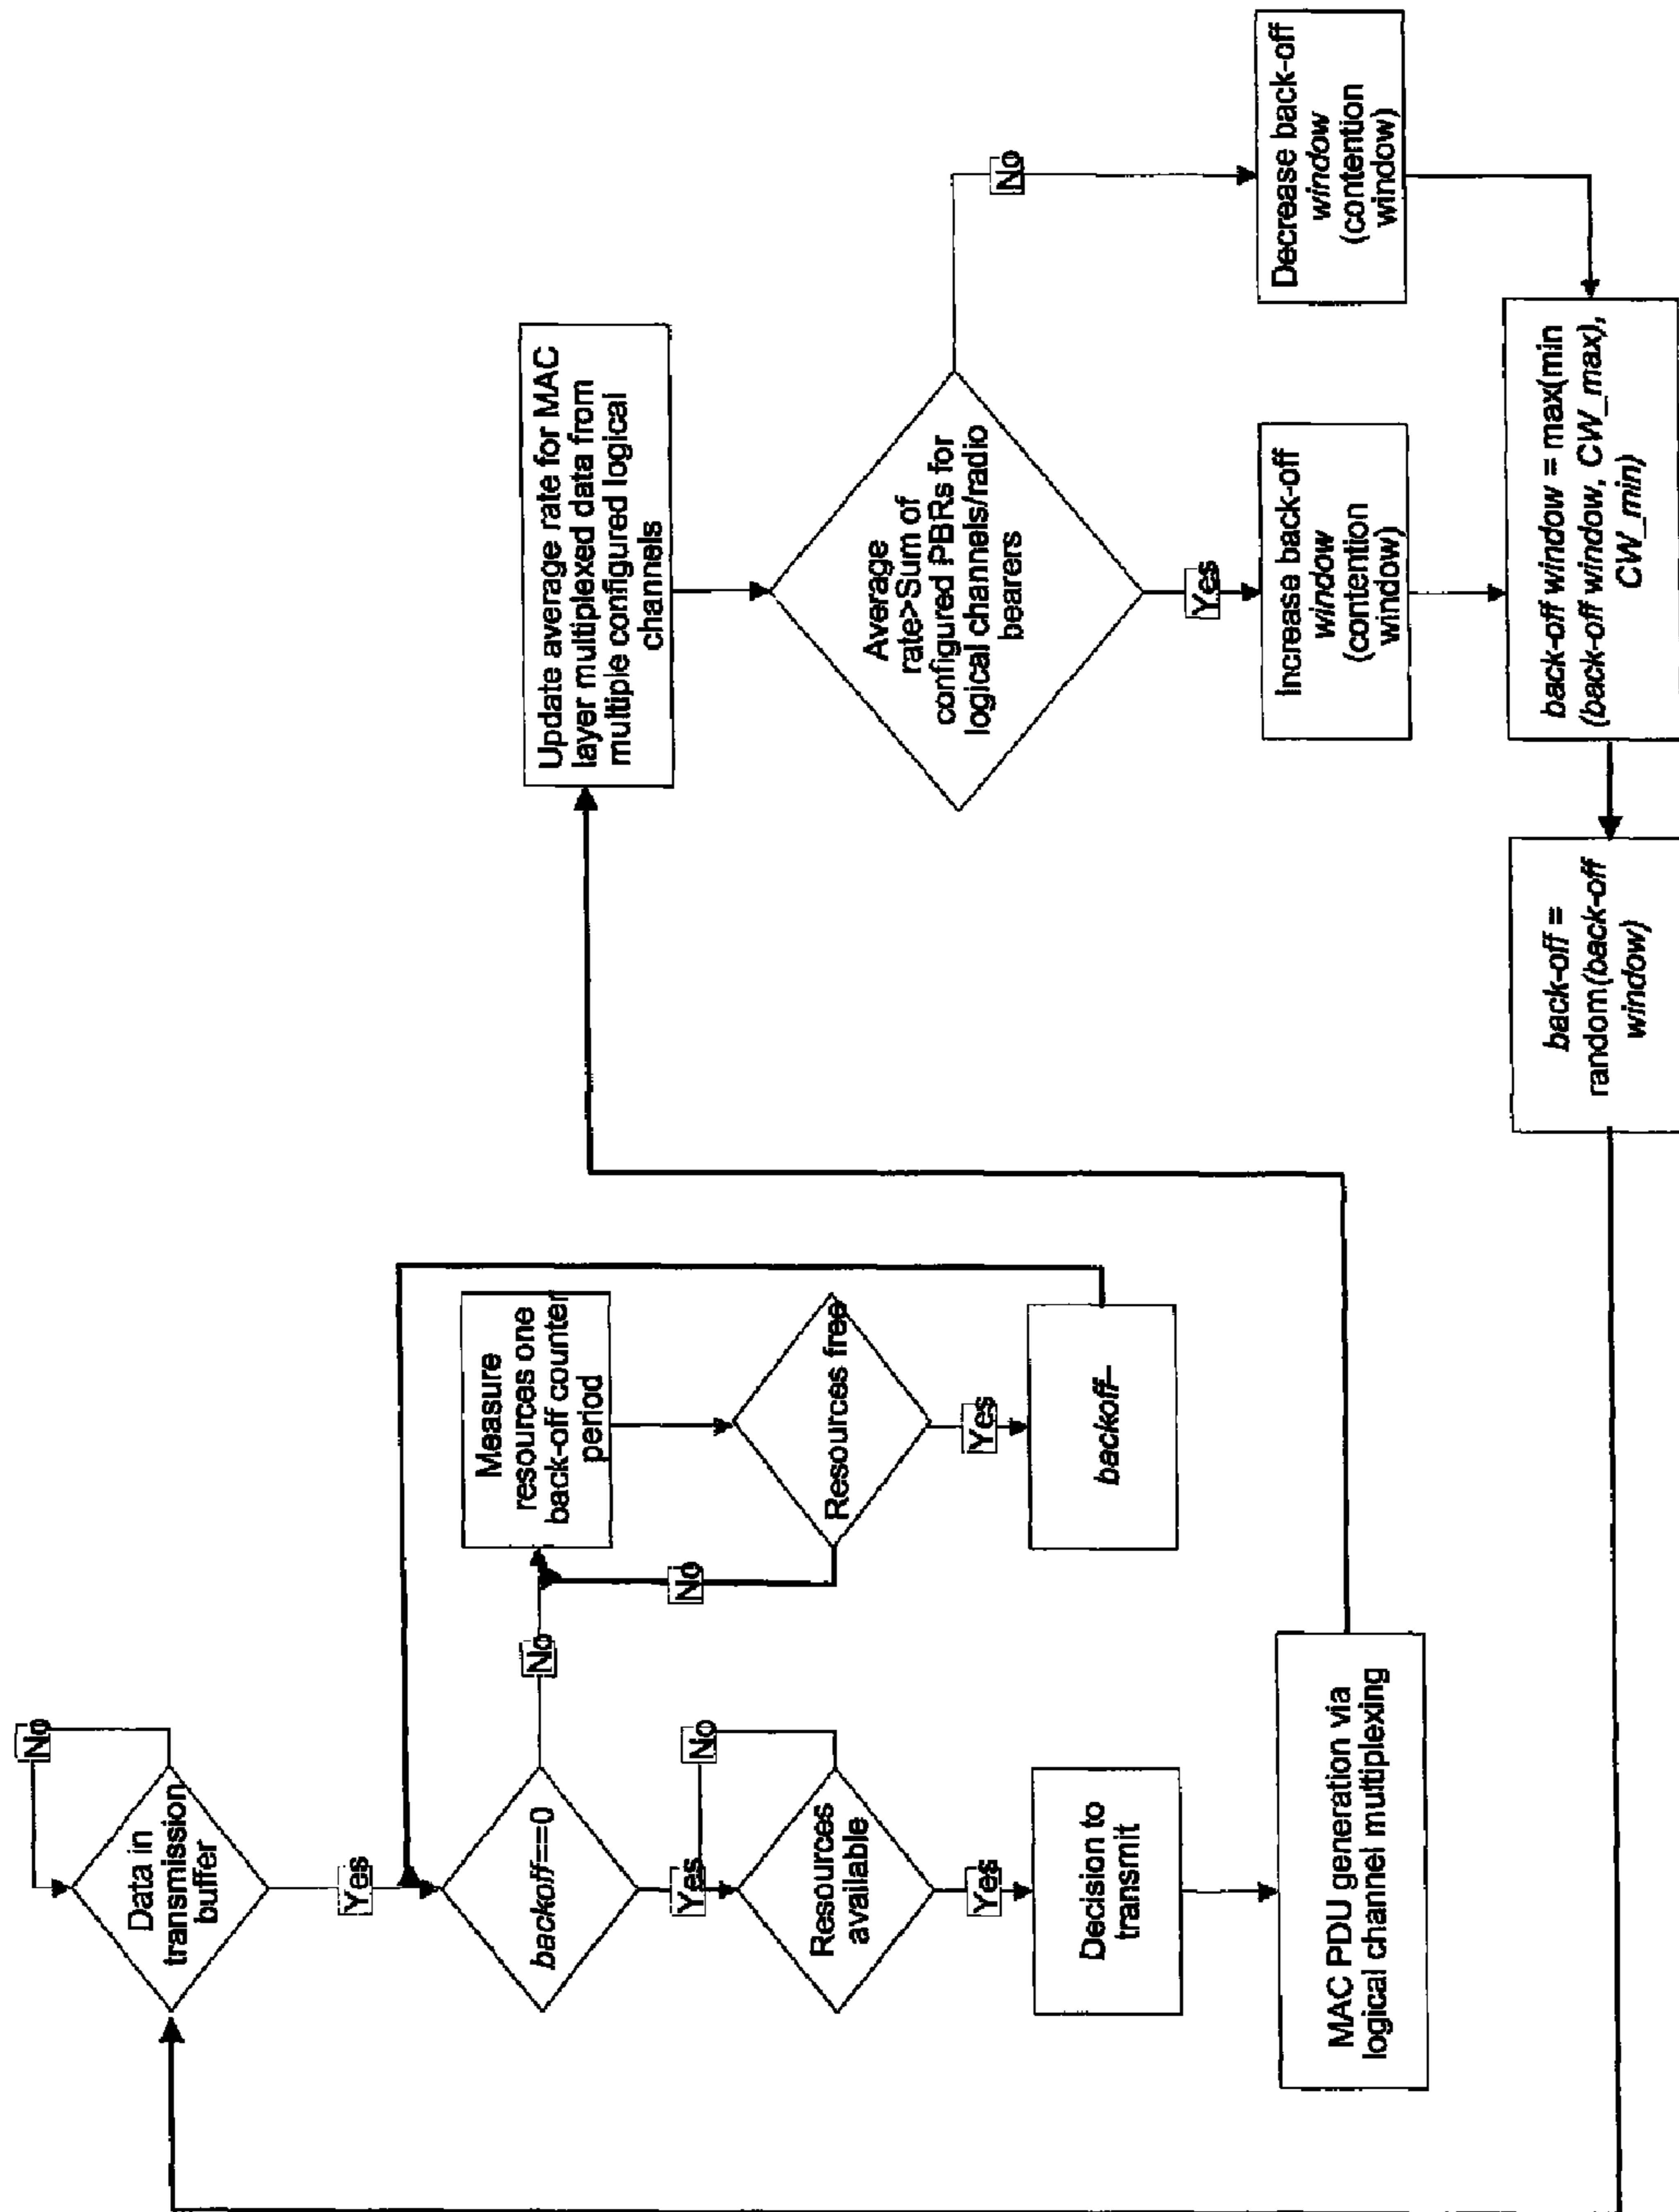 Data in
transmission
buffer
No
Yes
backoff==0
No
Yes
Measure
resources one
back-off counter
period
Resources free
No
Yes
backoff–
Resources
available
No
Yes
Decision to
transmit
MAC PDU generation via
logical channel multiplexing
Update average rate for MAC
layer multiplexed data from
multiple configured logical
channels
Average
rate>Sum of
configured PBRs for
logical channels/radio
bearers
No
Yes
Increase back-off
window
(contention
window)
Decrease back-off
window
(contention
window)
back-off window = max(min
(back-off window, CW_max),
CW_min)
back-off =
random(back-off
window)